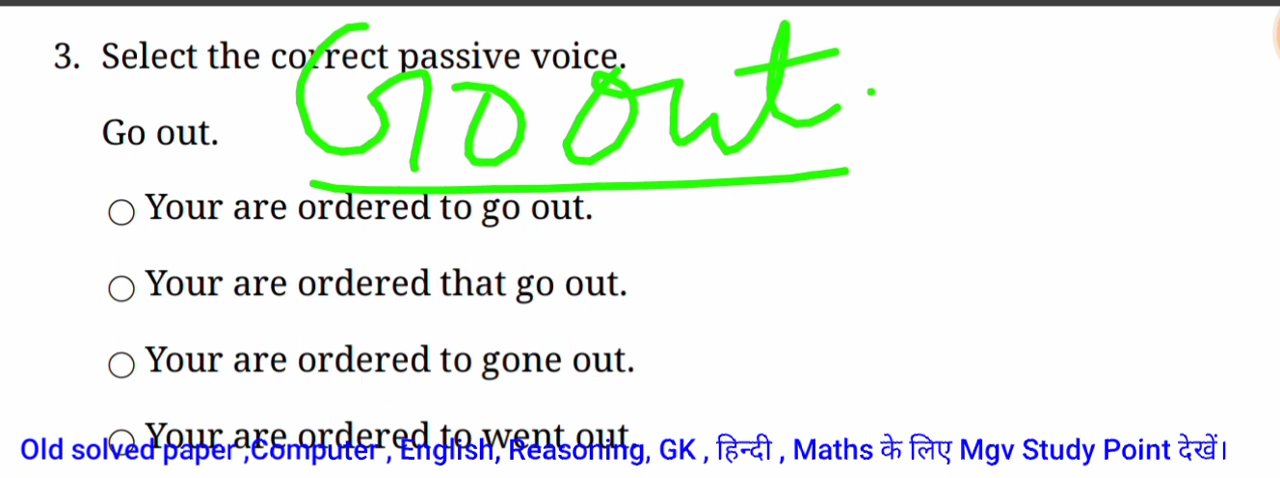 3. Select the correct passive voice.
Go out.
Go out.
Your are ordered to go out.
Your are ordered that go out.
Your are ordered to gone out.
Your are ordered to went out.
Old solved paper ,Computer , English, Reasoning, GK , हिन्दी , Maths के लिए Mgv Study Point देखें।